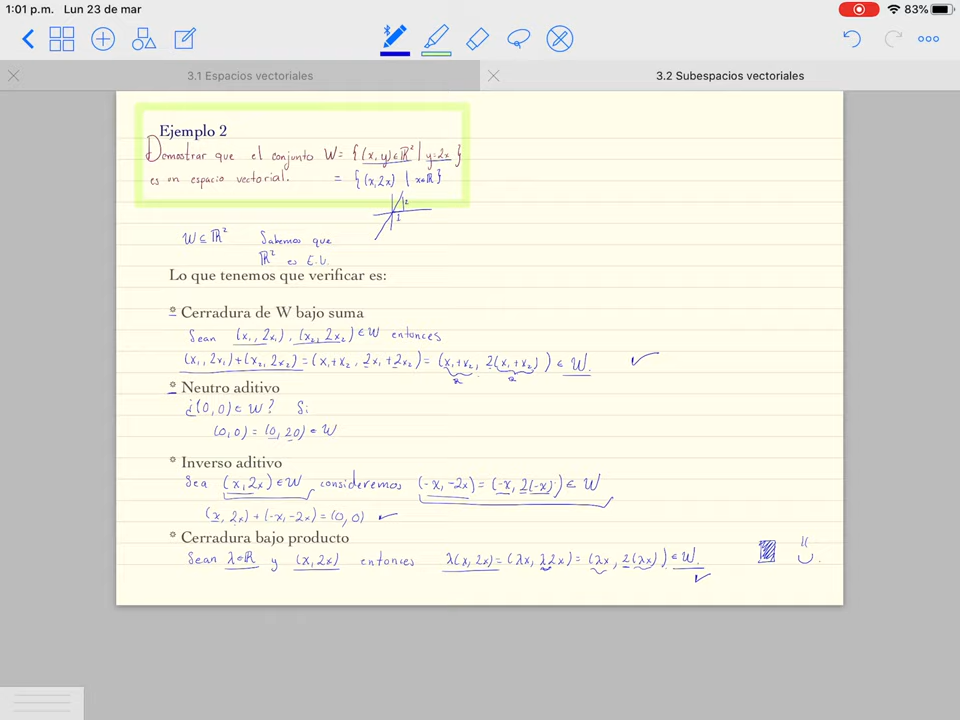 1:01 p.m. Lun 23 de mar
83%
3.1 Espacios vectoriales
3.2 Subespacios vectoriales
Ejemplo 2
Demostrar que el conjunto W = {(x,y)∈ℝ² | y=2x}
es un espacio vectorial. = {(x,2x) | x∈ℝ}
2
1
W ⊆ ℝ² Sabemos que
ℝ² es E.V.
Lo que tenemos que verificar es:
* Cerradura de W bajo suma
Sean (x₁, 2x₁), (x₂, 2x₂) ∈ W entonces
(x₁, 2x₁)+(x₂, 2x₂) = (x₁+x₂, 2x₁+2x₂) = (x₁+x₂, 2(x₁+x₂)) ∈ W. ✓
ℝ ℝ
* Neutro aditivo
¿(0,0) ∈ W? Si
(0,0) = (0, 2·0) ∈ W
* Inverso aditivo
Sea (x,2x) ∈ W consideremos (-x, -2x) = (-x, 2(-x)) ∈ W
(x, 2x) + (-x, -2x) = (0,0) ✓
* Cerradura bajo producto
Sean λ∈ℝ y (x,2x) entonces λ(x, 2x) = (λx, λ2x) = (λx, 2(λx)) ∈ W. ✓